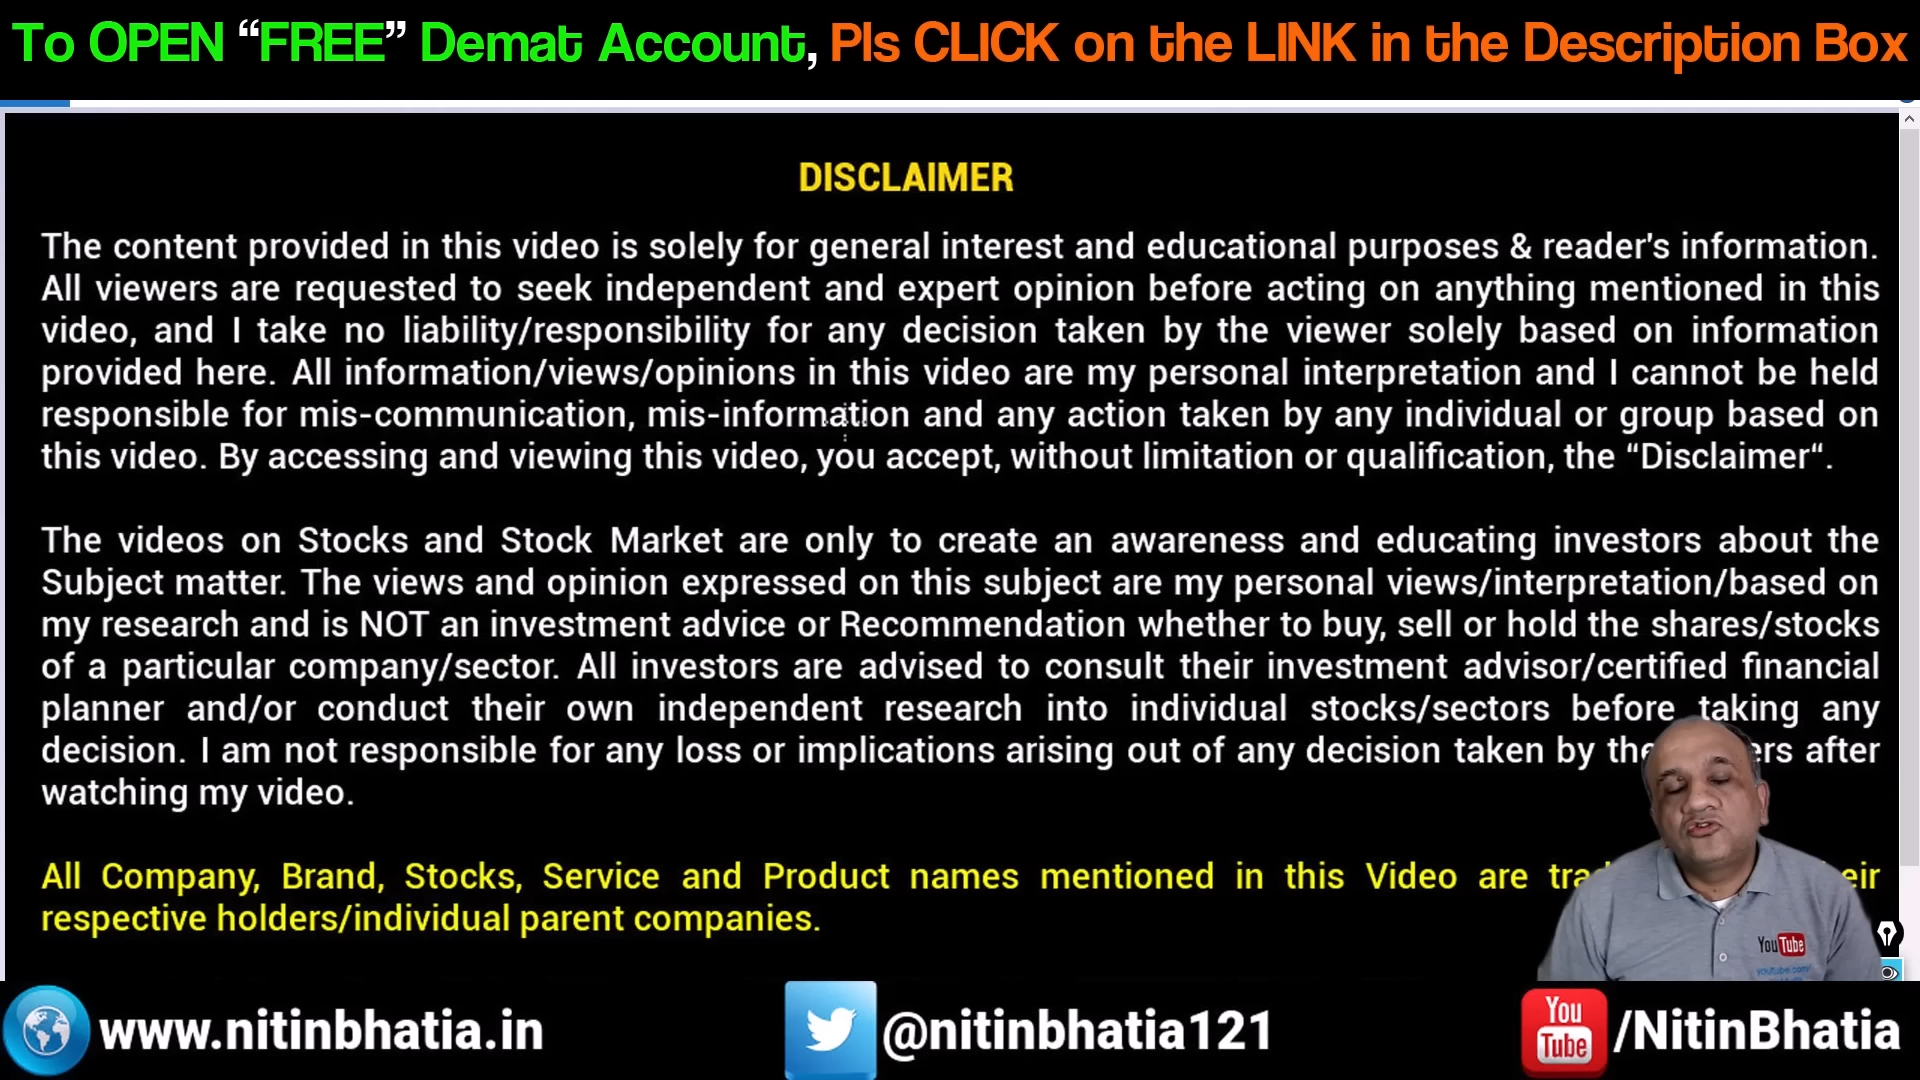 To OPEN “FREE” Demat Account, Pls CLICK on the LINK in the Description Box
DISCLAIMER
The content provided in this video is solely for general interest and educational purposes & reader's information.
All viewers are requested to seek independent and expert opinion before acting on anything mentioned in this
video, and I take no liability/responsibility for any decision taken by the viewer solely based on information
provided here. All information/views/opinions in this video are my personal interpretation and I cannot be held
responsible for mis-communication, mis-information and any action taken by any individual or group based on
this video. By accessing and viewing this video, you accept, without limitation or qualification, the “Disclaimer“.
The videos on Stocks and Stock Market are only to create an awareness and educating investors about the
Subject matter. The views and opinion expressed on this subject are my personal views/interpretation/based on
my research and is NOT an investment advice or Recommendation whether to buy, sell or hold the shares/stocks
of a particular company/sector. All investors are advised to consult their investment advisor/certified financial
planner and/or conduct their own independent research into individual stocks/sectors before taking any
decision. I am not responsible for any loss or implications arising out of any decision taken by the after
watching my video.
All Company, Brand, Stocks, Service and Product names mentioned in this Video are
respective holders/individual parent companies.
YouTube
youtube.com/
www.nitinbhatia.in
@nitinbhatia121
You Tube /NitinBhatia